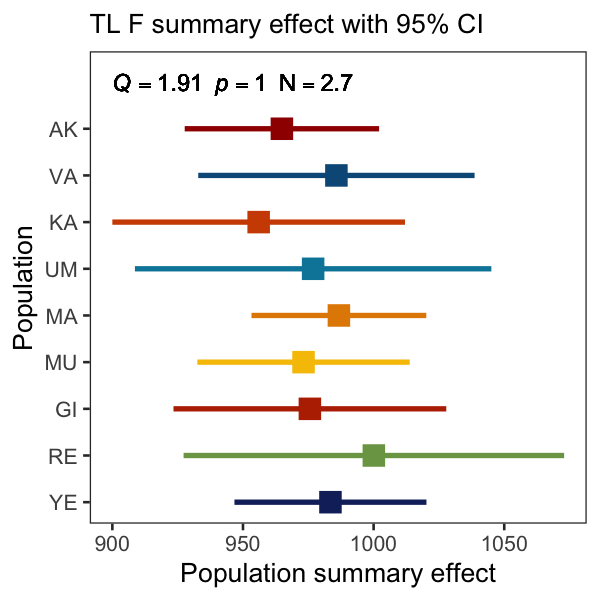 TL F summary effect with 95% CI
Q = 1.91 p = 1 N = 2.7
AK
VA
KA
UM
MA
MU
GI
RE
YE
Population
900 950 1000 1050
Population summary effect